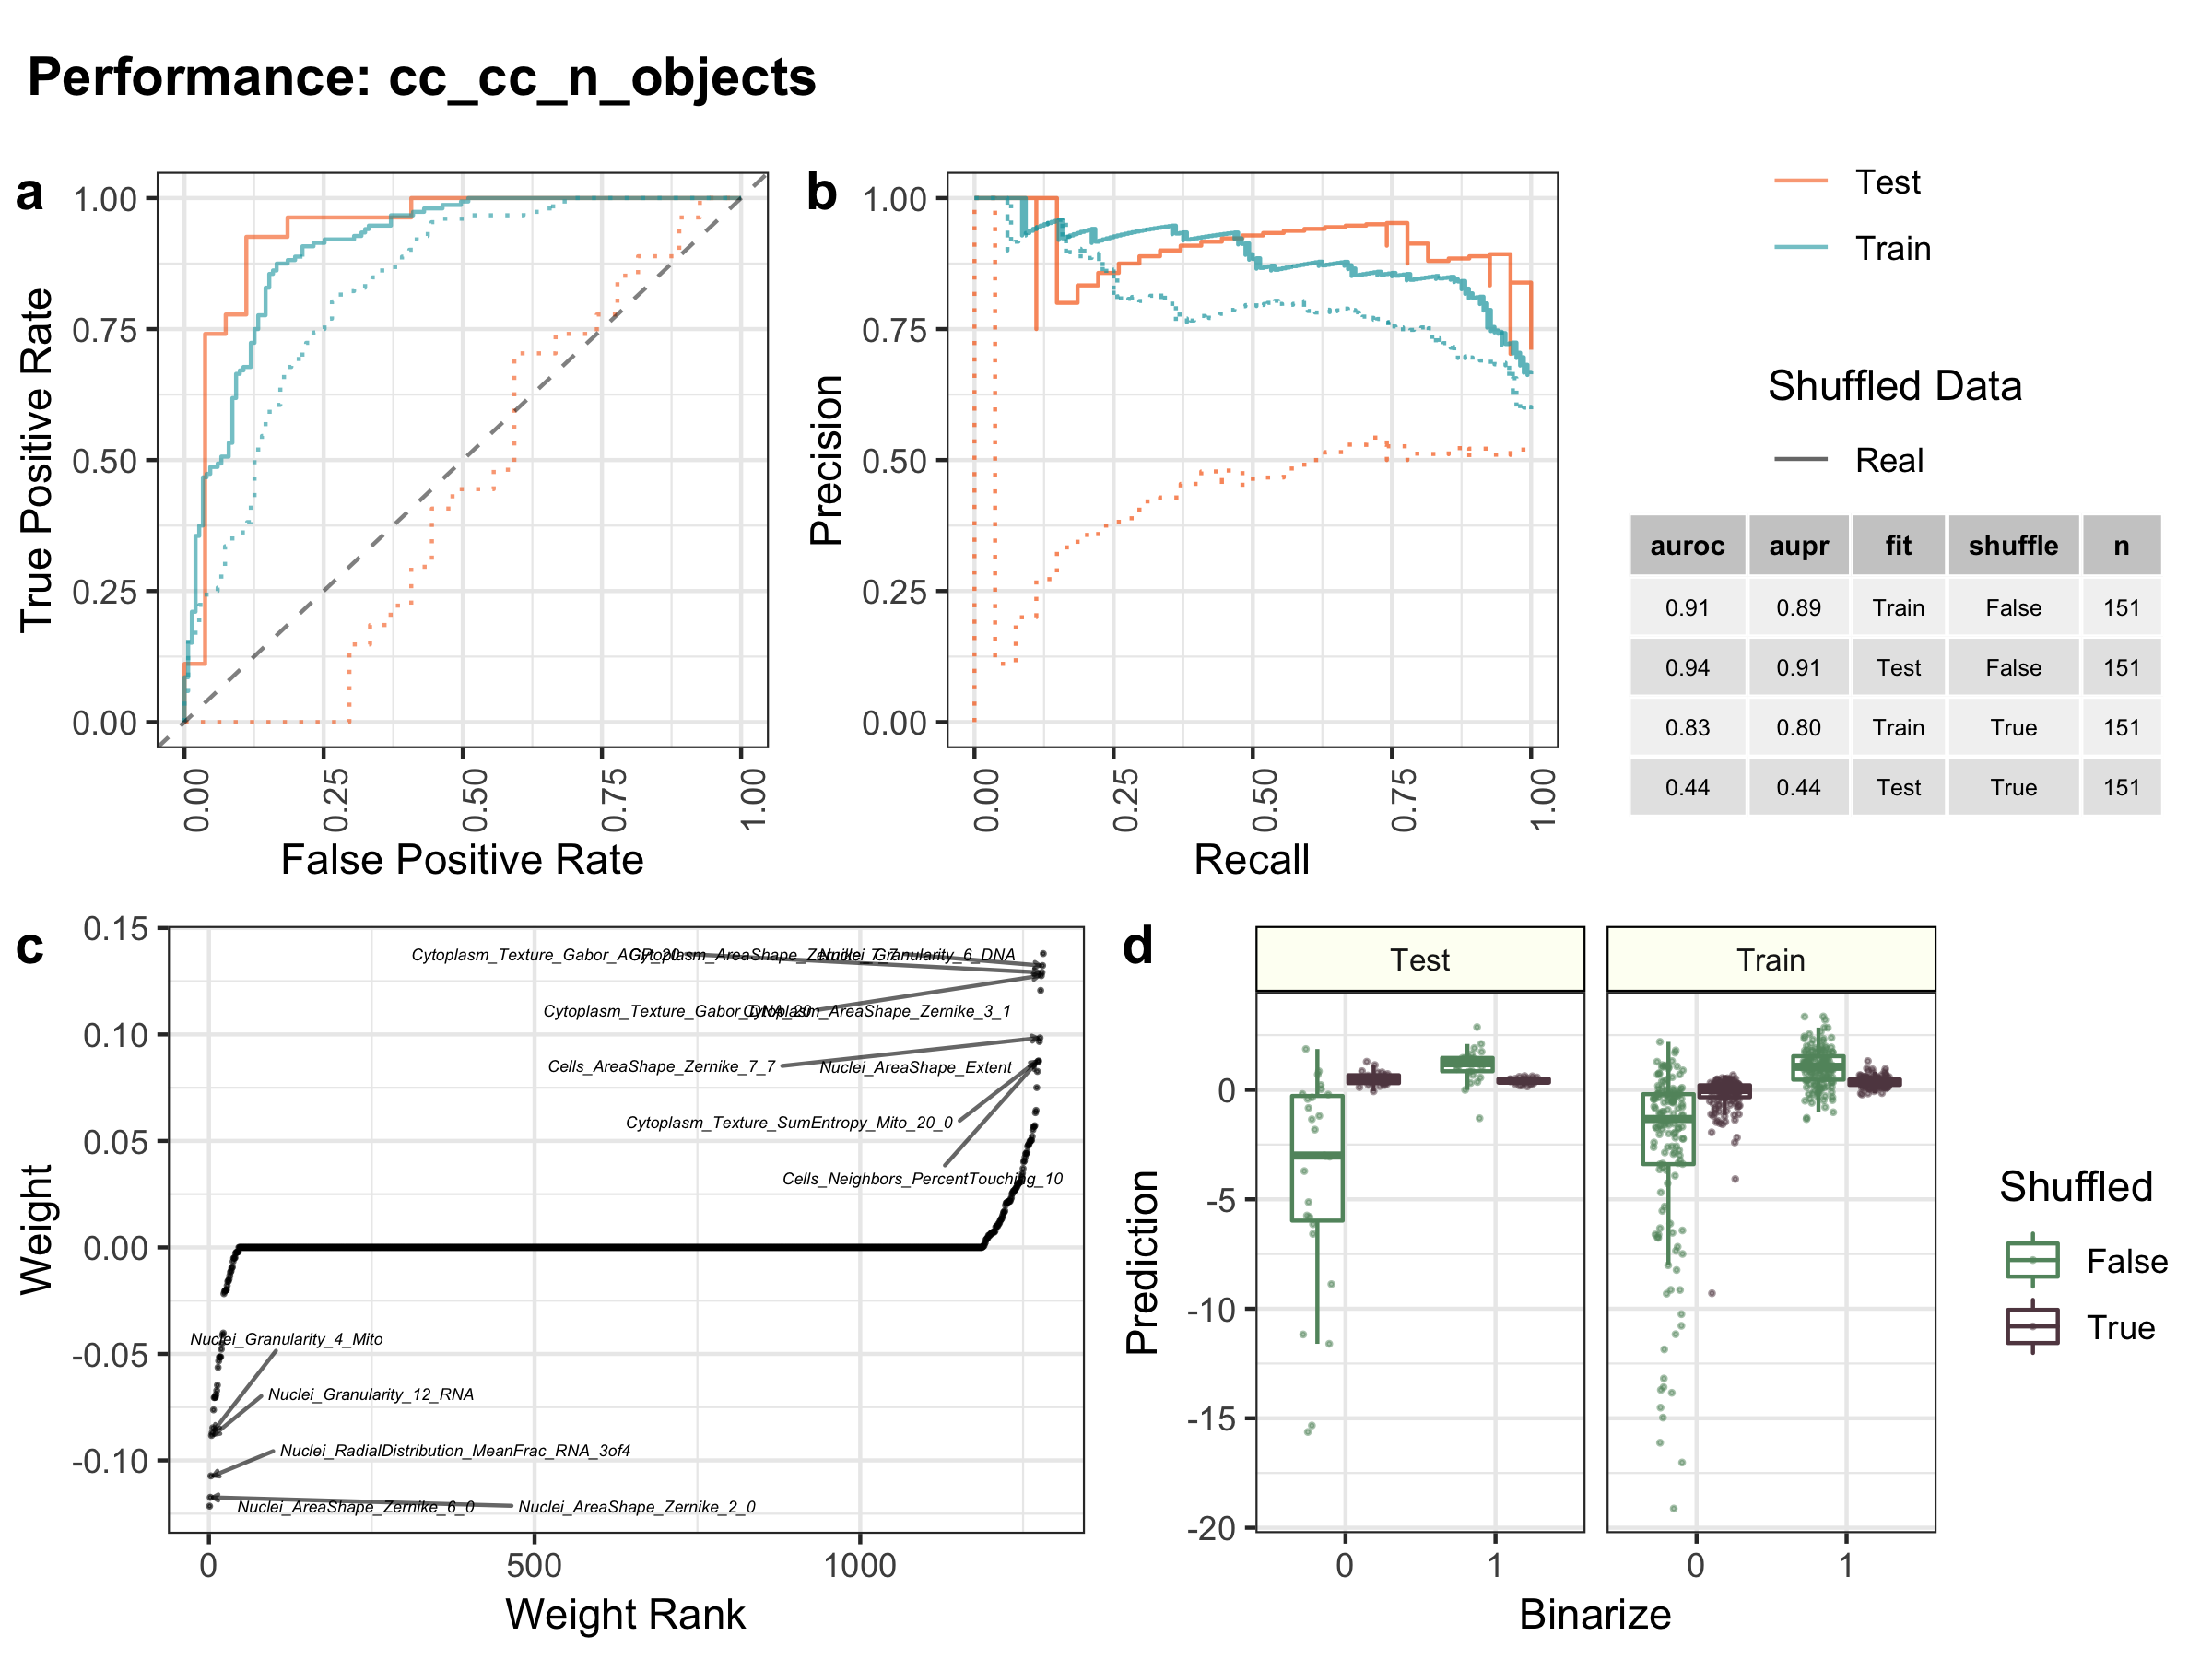 Performance: cc_cc_n_objects
a
1.00
0.75
0.50
0.25
0.00
True Positive Rate
0.00
0.25
0.50
0.75
1.00
False Positive Rate
b
1.00
0.75
0.50
0.25
0.00
Precision
0.00
0.25
0.50
0.75
1.00
Recall
Test
Train
Shuffled Data
Real
auroc aupr fit shuffle n
0.91 0.89 Train False 151
0.94 0.91 Test False 151
0.83 0.80 Train True 151
0.44 0.44 Test True 151
c
0.15
0.10
0.05
0.00
-0.05
-0.10
Weight
Cytoplasm_Texture_Gabor_AGP_20
Cytoplasm_AreaShape_Zernike_7_7
Nuclei_Granularity_6_DNA
Cytoplasm_Texture_Gabor_DNA_20
Cytoplasm_AreaShape_Zernike_3_1
Cells_AreaShape_Zernike_7_7
Nuclei_AreaShape_Extent
Cytoplasm_Texture_SumEntropy_Mito_20_0
Cells_Neighbors_PercentTouching_10
Nuclei_Granularity_4_Mito
Nuclei_Granularity_12_RNA
Nuclei_RadialDistribution_MeanFrac_RNA_3of4
Nuclei_AreaShape_Zernike_6_0
Nuclei_AreaShape_Zernike_2_0
0
500
1000
Weight Rank
d
Test
Train
0
-5
-10
-15
-20
Prediction
0
1
0
1
Binarize
Shuffled
False
True